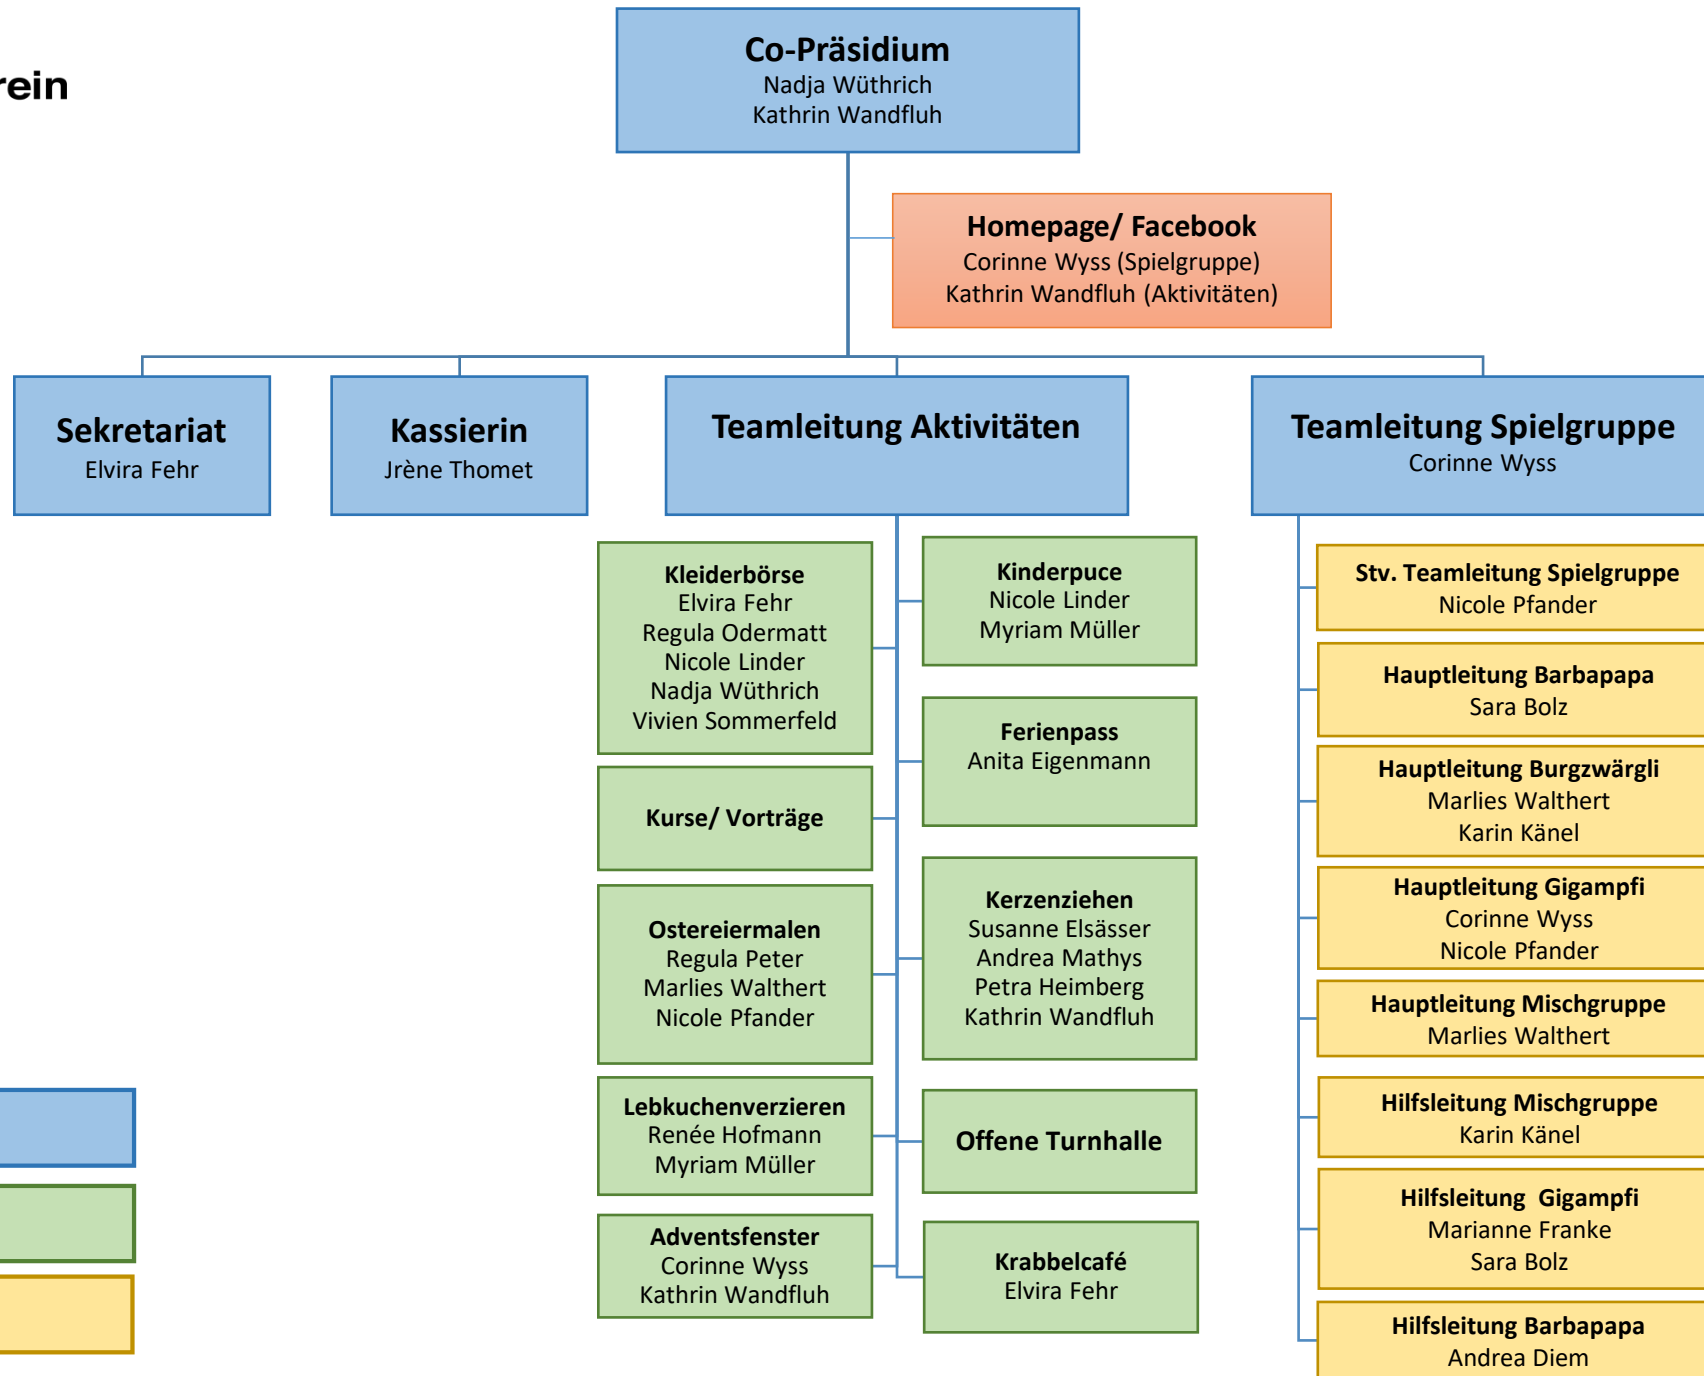 rein
Co-Präsidium
Nadja Wüthrich
Kathrin Wandfluh
Homepage/ Facebook
Corinne Wyss (Spielgruppe)
Kathrin Wandfluh (Aktivitäten)
Sekretariat
Elvira Fehr
Kassierin
Jrène Thomet
Teamleitung Aktivitäten
Teamleitung Spielgruppe
Corinne Wyss
Kleiderbörse
Elvira Fehr
Regula Odermatt
Nicole Linder
Nadja Wüthrich
Vivien Sommerfeld
Kurse/ Vorträge
Ostereiermalen
Regula Peter
Marlies Walthert
Nicole Pfander
Lebkuchenverzieren
Renée Hofmann
Myriam Müller
Adventsfenster
Corinne Wyss
Kathrin Wandfluh
Kinderpuce
Nicole Linder
Myriam Müller
Ferienpass
Anita Eigenmann
Kerzenziehen
Susanne Elsässer
Andrea Mathys
Petra Heimberg
Kathrin Wandfluh
Offene Turnhalle
Krabbelcafé
Elvira Fehr
Stv. Teamleitung Spielgruppe
Nicole Pfander
Hauptleitung Barbapapa
Sara Bolz
Hauptleitung Burgzwärgli
Marlies Walthert
Karin Känel
Hauptleitung Gigampfi
Corinne Wyss
Nicole Pfander
Hauptleitung Mischgruppe
Marlies Walthert
Hilfsleitung Mischgruppe
Karin Känel
Hilfsleitung  Gigampfi
Marianne Franke
Sara Bolz
Hilfsleitung Barbapapa
Andrea Diem